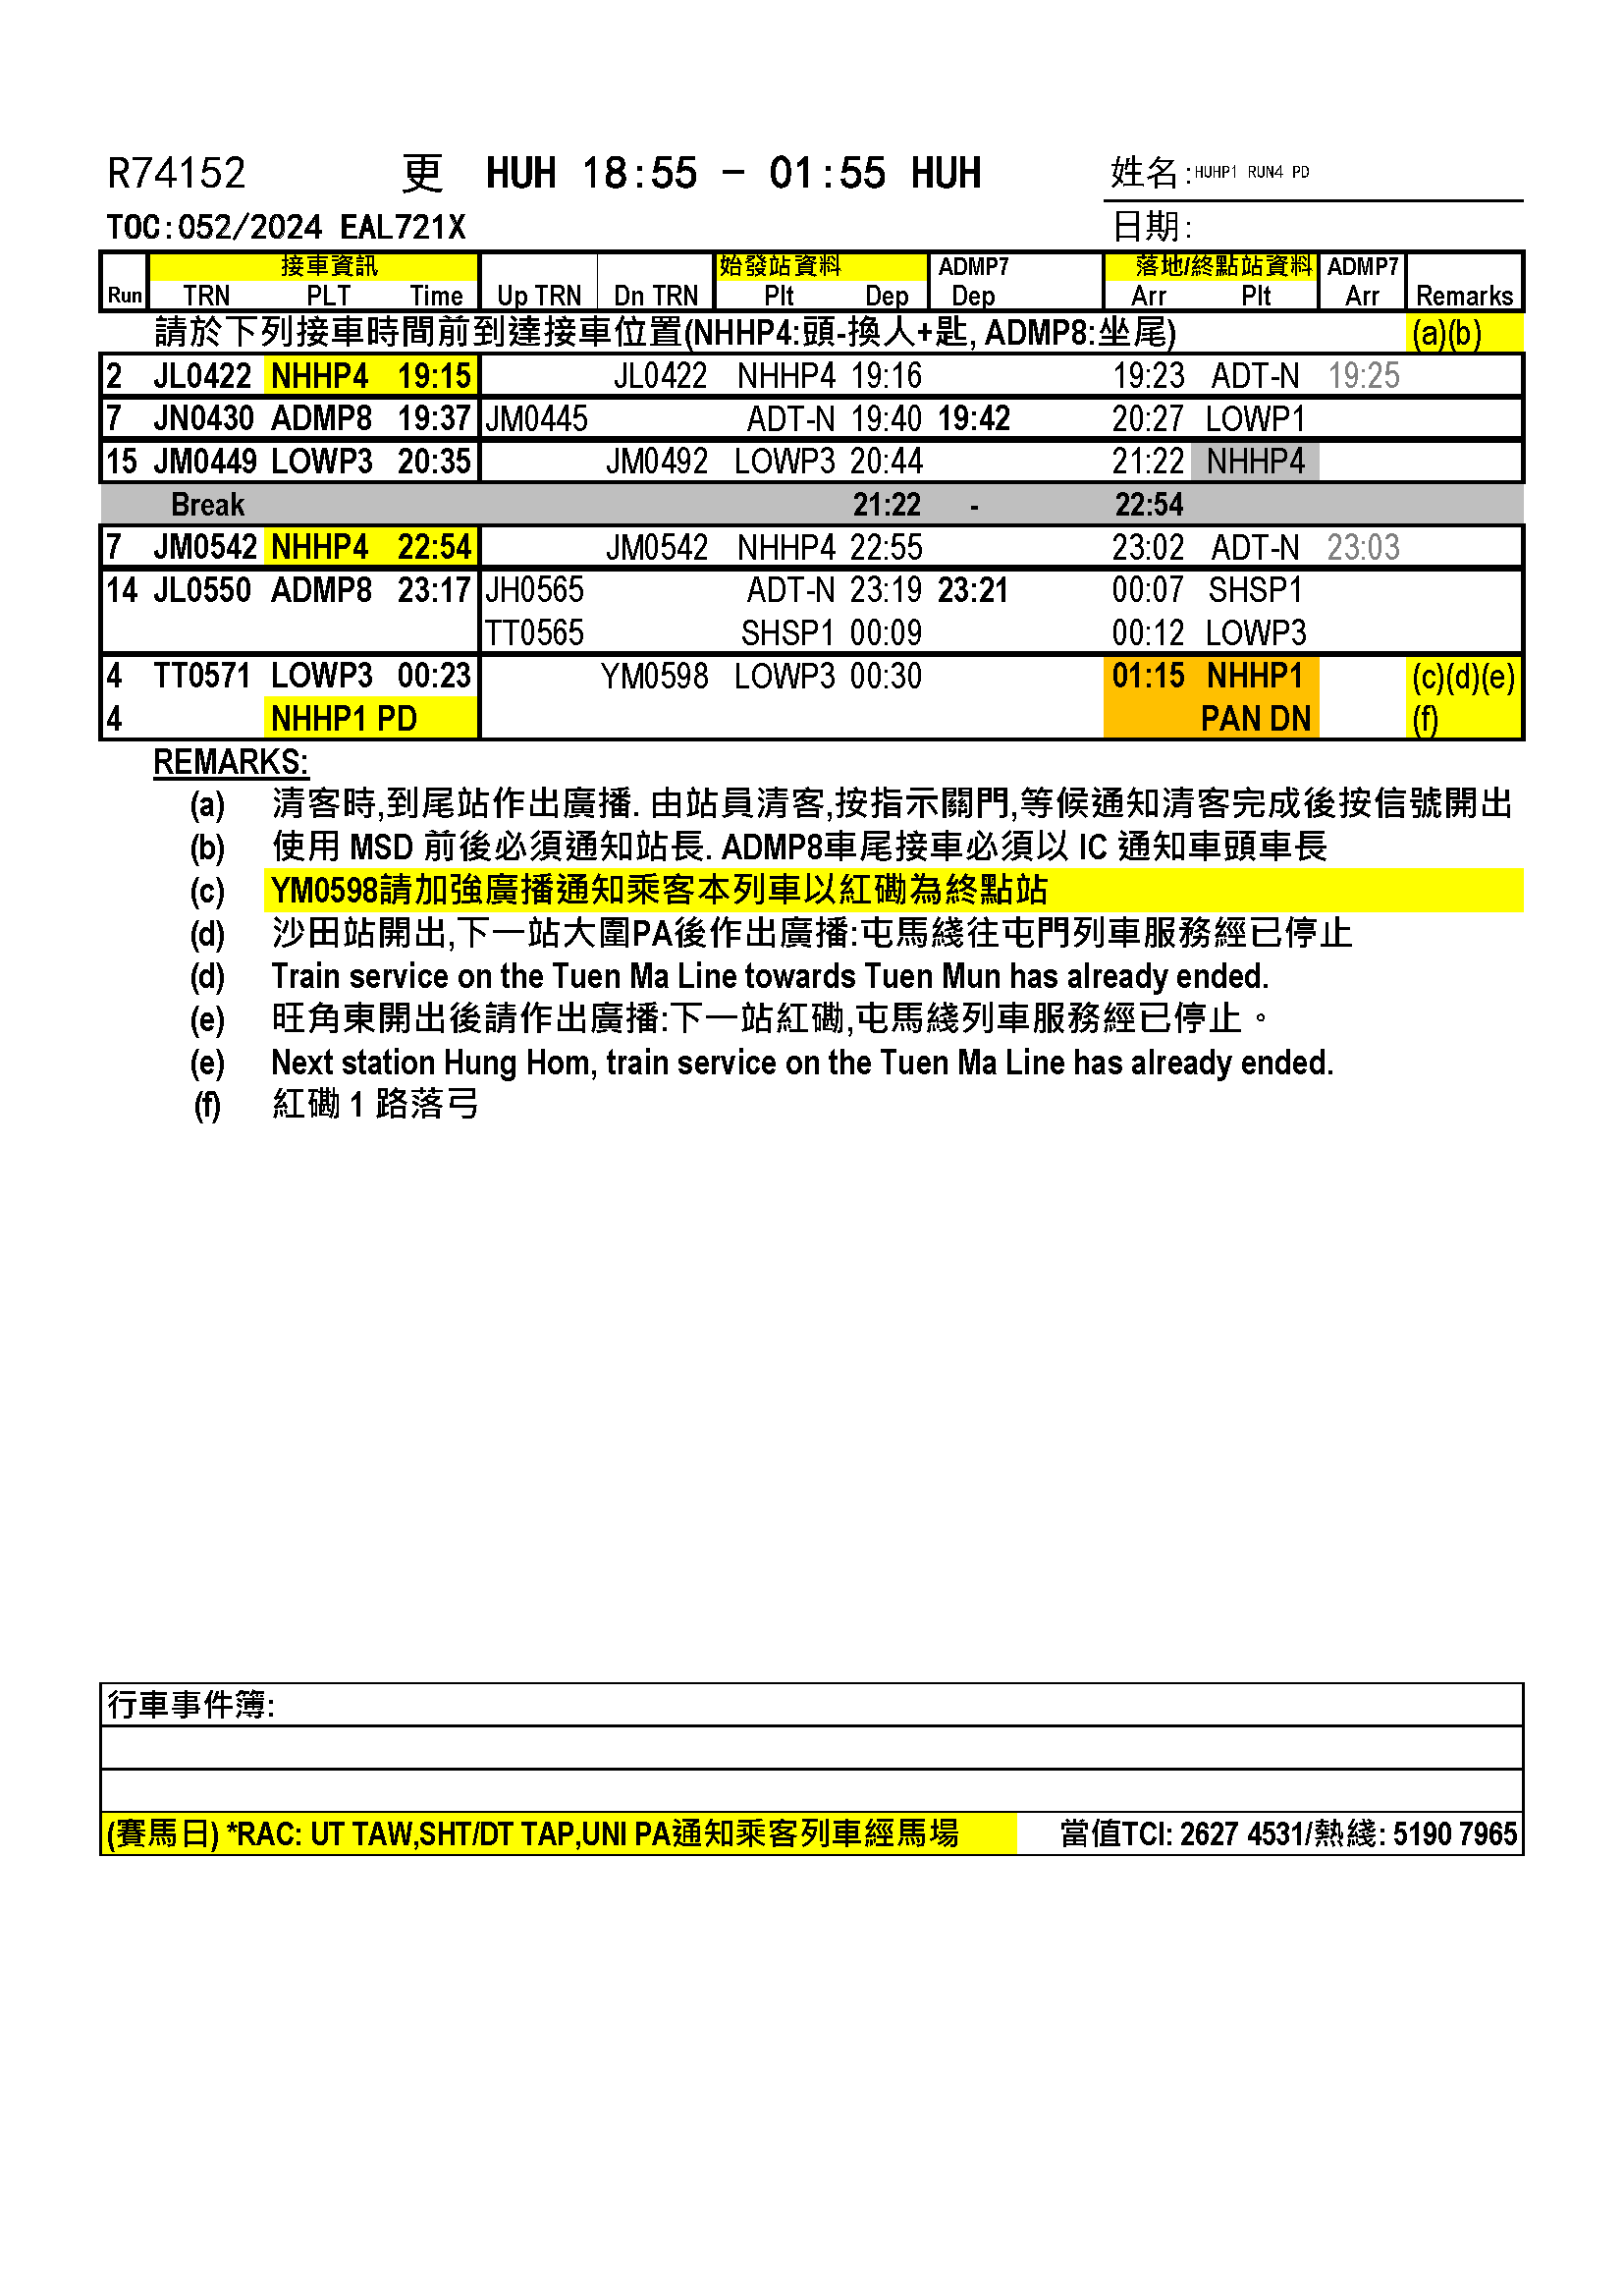 R74152 更 HUH 18:55 - 01:55 HUH 姓名:HUHP1 RUN4 PD
TOC:052/2024 EAL721X 日期:
接車資訊 始發站資料 ADMP7 落地/終點站資料 ADMP7
Run TRN PLT Time Up TRN Dn TRN Plt Dep Dep Arr Plt Arr Remarks
請於下列接車時間前到達接車位置(NHHP4:頭-換人+匙, ADMP8:坐尾) (a)(b)
2 JL0422 NHHP4 19:15 JL0422 NHHP4 19:16 19:23 ADT-N 19:25
7 JN0430 ADMP8 19:37 JM0445 ADT-N 19:40 19:42 20:27 LOWP1
15 JM0449 LOWP3 20:35 JM0492 LOWP3 20:44 21:22 NHHP4
Break 21:22 - 22:54
7 JM0542 NHHP4 22:54 JM0542 NHHP4 22:55 23:02 ADT-N 23:03
14 JL0550 ADMP8 23:17 JH0565 ADT-N 23:19 23:21 00:07 SHSP1
TT0565 SHSP1 00:09 00:12 LOWP3
4 TT0571 LOWP3 00:23 YM0598 LOWP3 00:30 01:15 NHHP1 (c)(d)(e)
4 NHHP1 PD PAN DN (f)
REMARKS:
(a) 清客時,到尾站作出廣播. 由站員清客,按指示關門,等候通知清客完成後按信號開出
(b) 使用 MSD 前後必須通知站長. ADMP8車尾接車必須以 IC 通知車頭車長
(c) YM0598請加強廣播通知乘客本列車以紅磡為終點站
(d) 沙田站開出,下一站大圍PA後作出廣播:屯馬綫往屯門列車服務經已停止
(d) Train service on the Tuen Ma Line towards Tuen Mun has already ended.
(e) 旺角東開出後請作出廣播:下一站紅磡,屯馬綫列車服務經已停止。
(e) Next station Hung Hom, train service on the Tuen Ma Line has already ended.
(f) 紅磡 1 路落弓
行車事件簿:
(賽馬日) *RAC: UT TAW,SHT/DT TAP,UNI PA通知乘客列車經馬場 當值TCI: 2627 4531/熱綫: 5190 7965